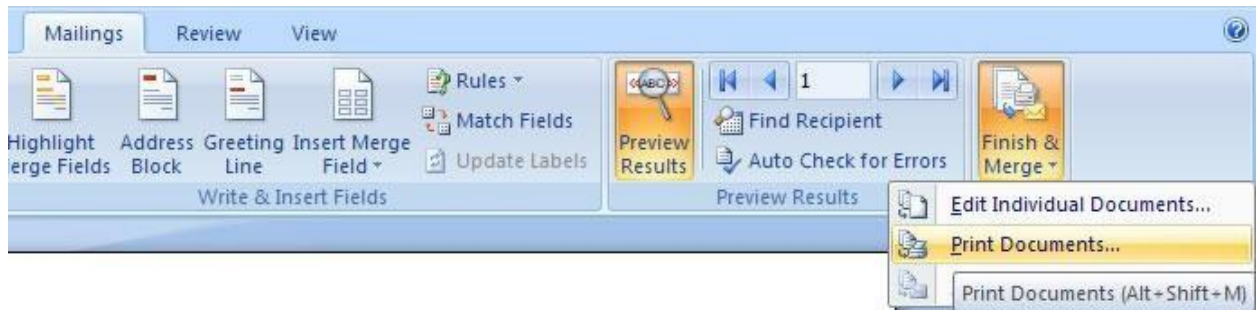 Mailings Review View
«ABC»
1
Rules
Match Fields
Update Labels
Find Recipient
Auto Check for Errors
Highlight
erge Fields
Address
Block
Greeting
Line
Insert Merge
Field
Preview
Results
Finish &
Merge
Write & Insert Fields
Preview Results
Edit Individual Documents...
Print Documents...
Print Documents (Alt+Shift+M)